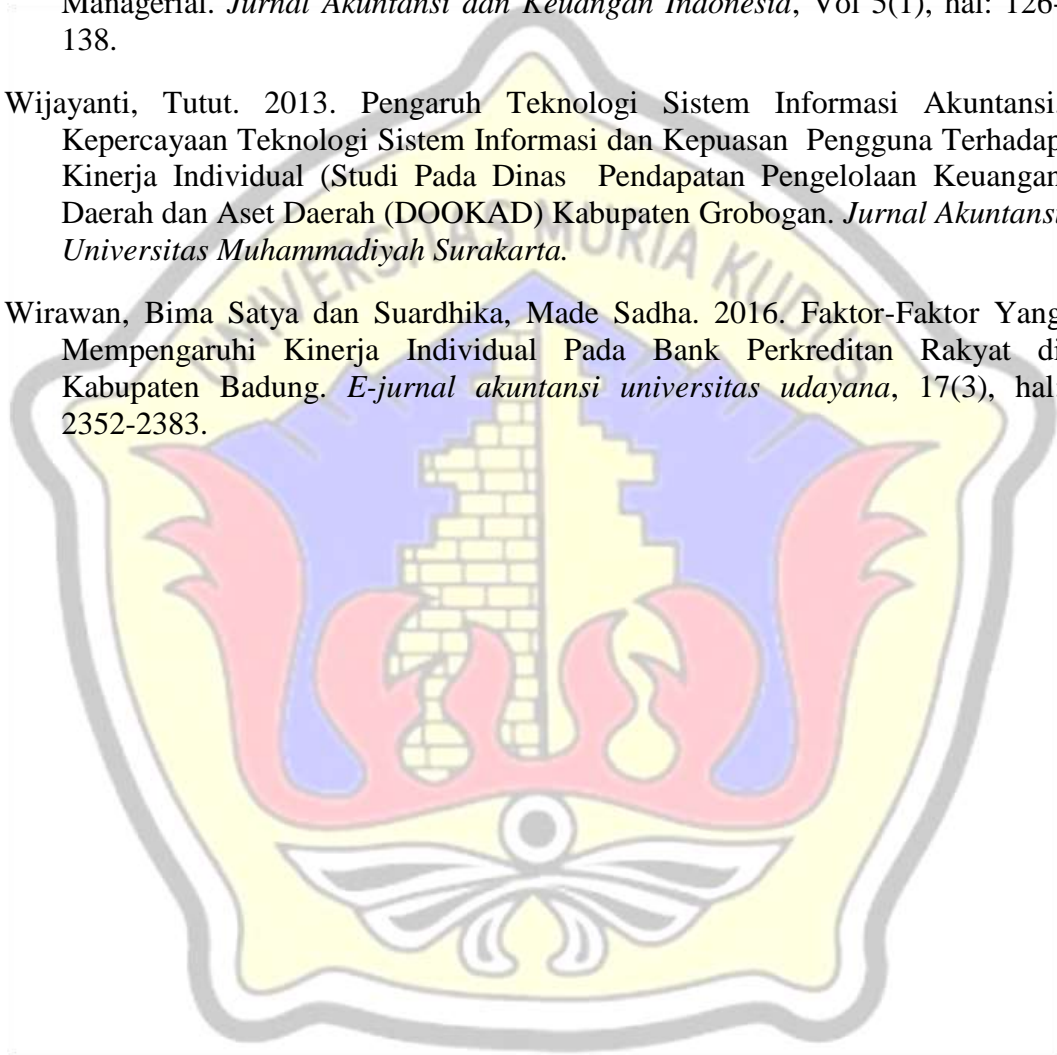 Managerial. Jurnal Akuntansi dan Keuangan Indonesia, Vol 5(1), hal: 126-
138.
Wijayanti, Tutut. 2013. Pengaruh Teknologi Sistem Informasi Akuntansi.
Kepercayaan Teknologi Sistem Informasi dan Kepuasan Pengguna Terhadap
Kinerja Individual (Studi Pada Dinas Pendapatan Pengelolaan Keuangan
Daerah dan Aset Daerah (DOOKAD) Kabupaten Grobogan. Jurnal Akuntansi
Universitas Muhammadiyah Surakarta.
Wirawan, Bima Satya dan Suardhika, Made Sadha. 2016. Faktor-Faktor Yang
Mempengaruhi Kinerja Individual Pada Bank Perkreditan Rakyat di
Kabupaten Badung. E-jurnal akuntansi universitas udayana, 17(3), hal:
2352-2383.
UNIVERSITAS MURIA KUDUS